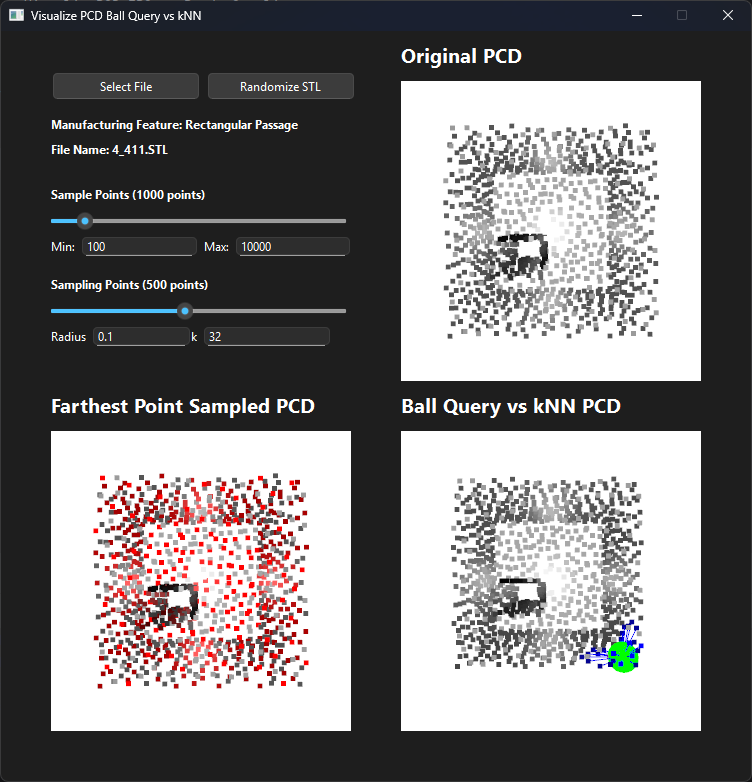 Visualize PCD Ball Query vs kNN
Original PCD
Select File
Randomize STL
Manufacturing Feature: Rectangular Passage
File Name: 4_411.STL
Sample Points (1000 points)
Min: 100 Max: 10000
Sampling Points (500 points)
Radius 0.1 k 32
Farthest Point Sampled PCD
Ball Query vs kNN PCD